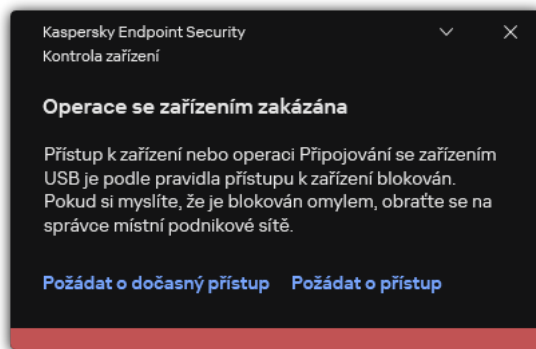 Kaspersky Endpoint Security
Kontrola zařízení
Operace se zařízením zakázána
Přístup k zařízení nebo operaci Připojování se zařízením
USB je podle pravidla přístupu k zařízení blokován.
Pokud si myslíte, že je blokován omylem, obraťte se na
správce místní podnikové sítě.
Požádat o dočasný přístup Požádat o přístup